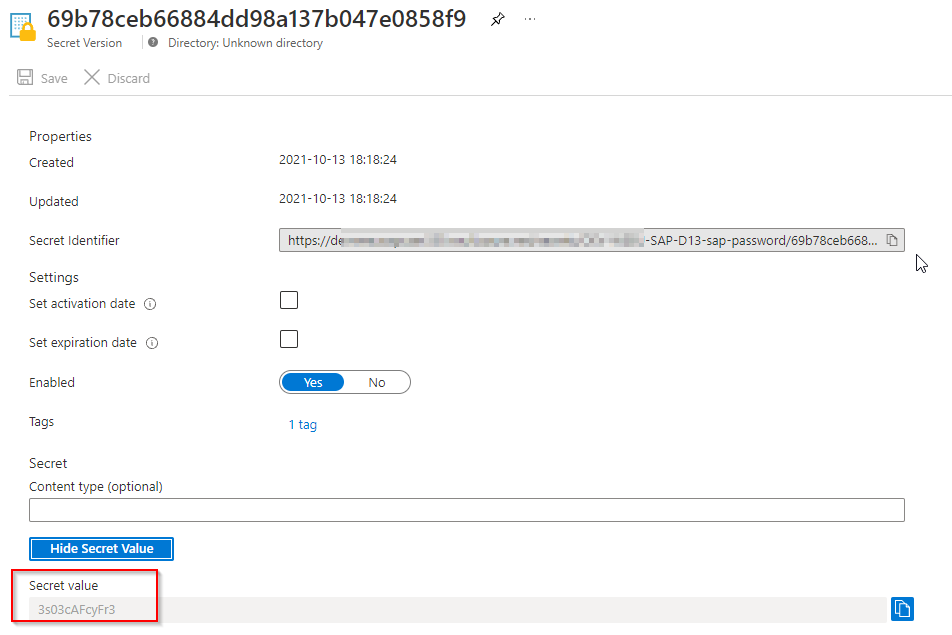 69b78ceb66884dd98a137b047e0858f9
Secret Version
Directory: Unknown directory
Save
Discard
Properties
Created
2021-10-13 18:18:24
Updated
2021-10-13 18:18:24
Secret Identifier
https://de
-SAP-D13-sap-password/69b78ceb668...
Settings
Set activation date
Set expiration date
Enabled
Yes
No
Tags
1 tag
Secret
Content type (optional)
Hide Secret Value
Secret value
3s03cAFcyFr3